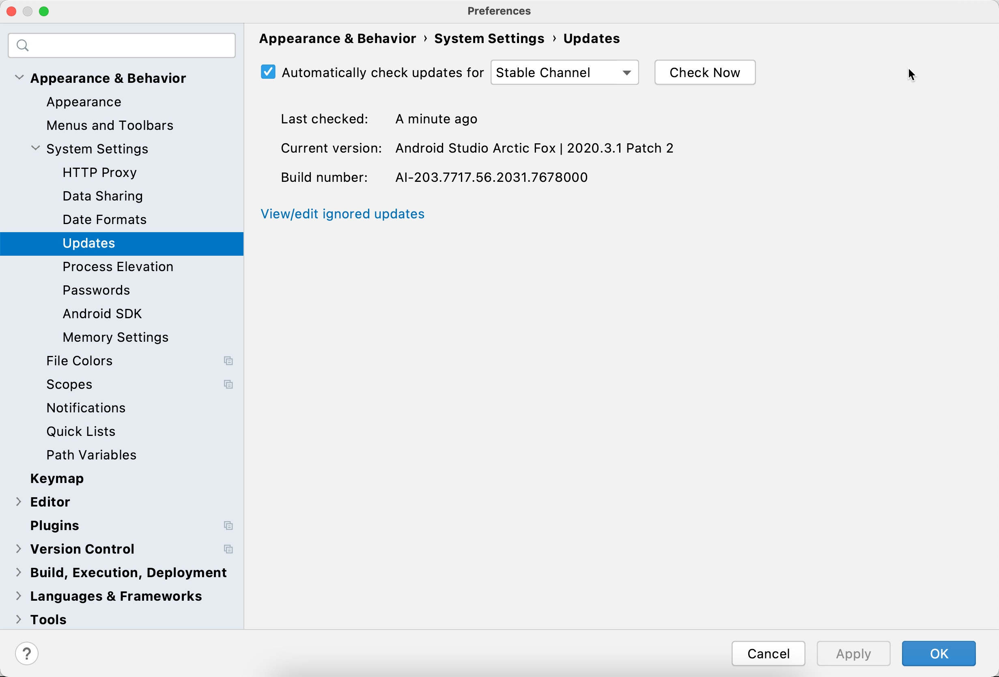 Preferences
Appearance & Behavior
Appearance
Menus and Toolbars
System Settings
HTTP Proxy
Data Sharing
Date Formats
Updates
Process Elevation
Passwords
Android SDK
Memory Settings
File Colors
Scopes
Notifications
Quick Lists
Path Variables
Keymap
Editor
Plugins
Version Control
Build, Execution, Deployment
Languages & Frameworks
Tools
Appearance & Behavior › System Settings › Updates
Automatically check updates for Stable Channel Check Now
Last checked: A minute ago
Current version: Android Studio Arctic Fox | 2020.3.1 Patch 2
Build number: AI-203.7717.56.2031.7678000
View/edit ignored updates
? Cancel Apply OK